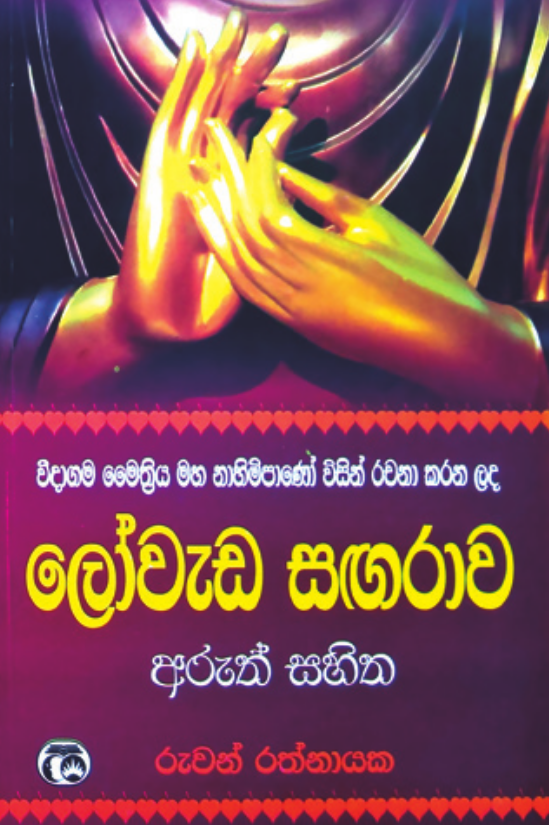 වීදාගම මෛත්‍රිය මහ නාහිම්පාණෝ විසින් රචනා කරන ලද
ලෝවැඩ සඟරාව
අරුත් සහිත
රුවන් රත්නායක